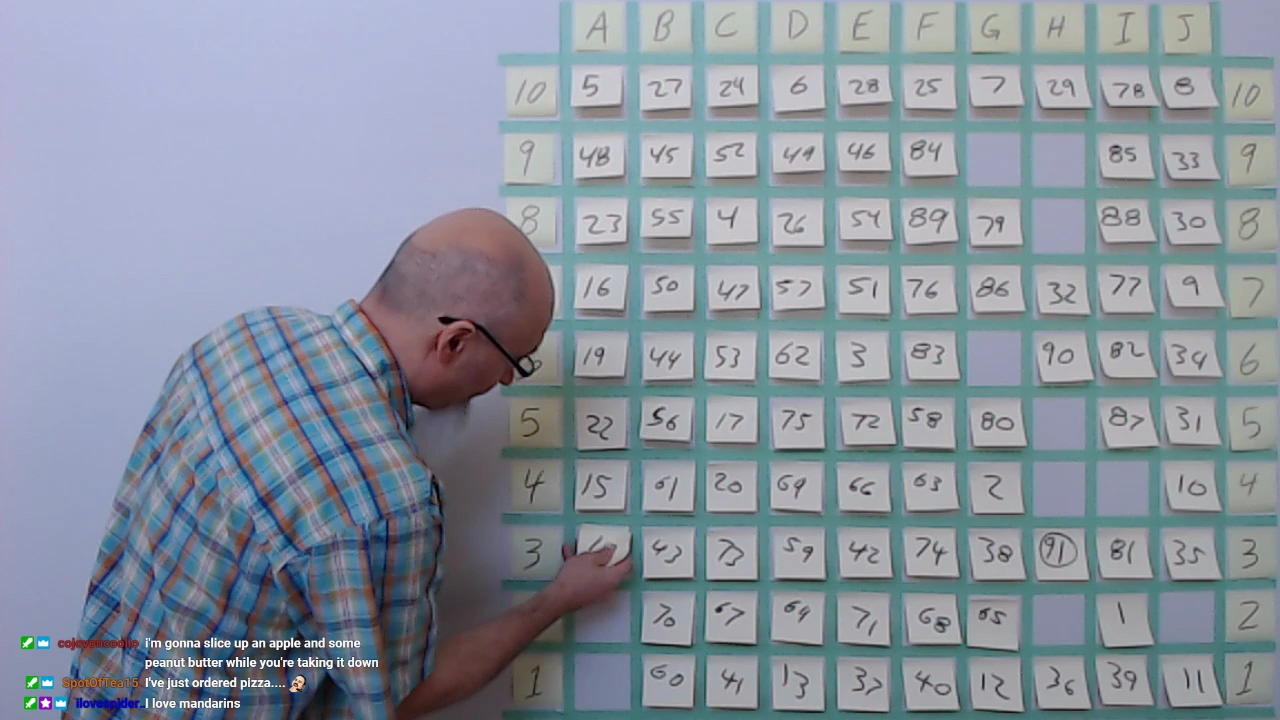 A B C D E F G H I J
10 5 27 24 6 28 25 7 29 78 8 10
9 48 45 52 49 46 84 85 33 9
8 23 55 4 26 54 89 79 88 30 8
16 50 47 57 51 76 86 32 77 9 7
19 44 53 62 3 83 90 82 34 6
5 22 56 17 75 72 58 80 87 31 5
4 15 61 20 69 66 63 2 10 4
3 43 73 59 42 74 38 91 81 35 3
70 67 64 71 68 65 1 2
1 60 41 13 37 40 12 36 39 11 1
i'm gonna slice up an apple and some
peanut butter while you're taking it down
SpotOfTea15 I've just ordered pizza....
ilovespider I love mandarins